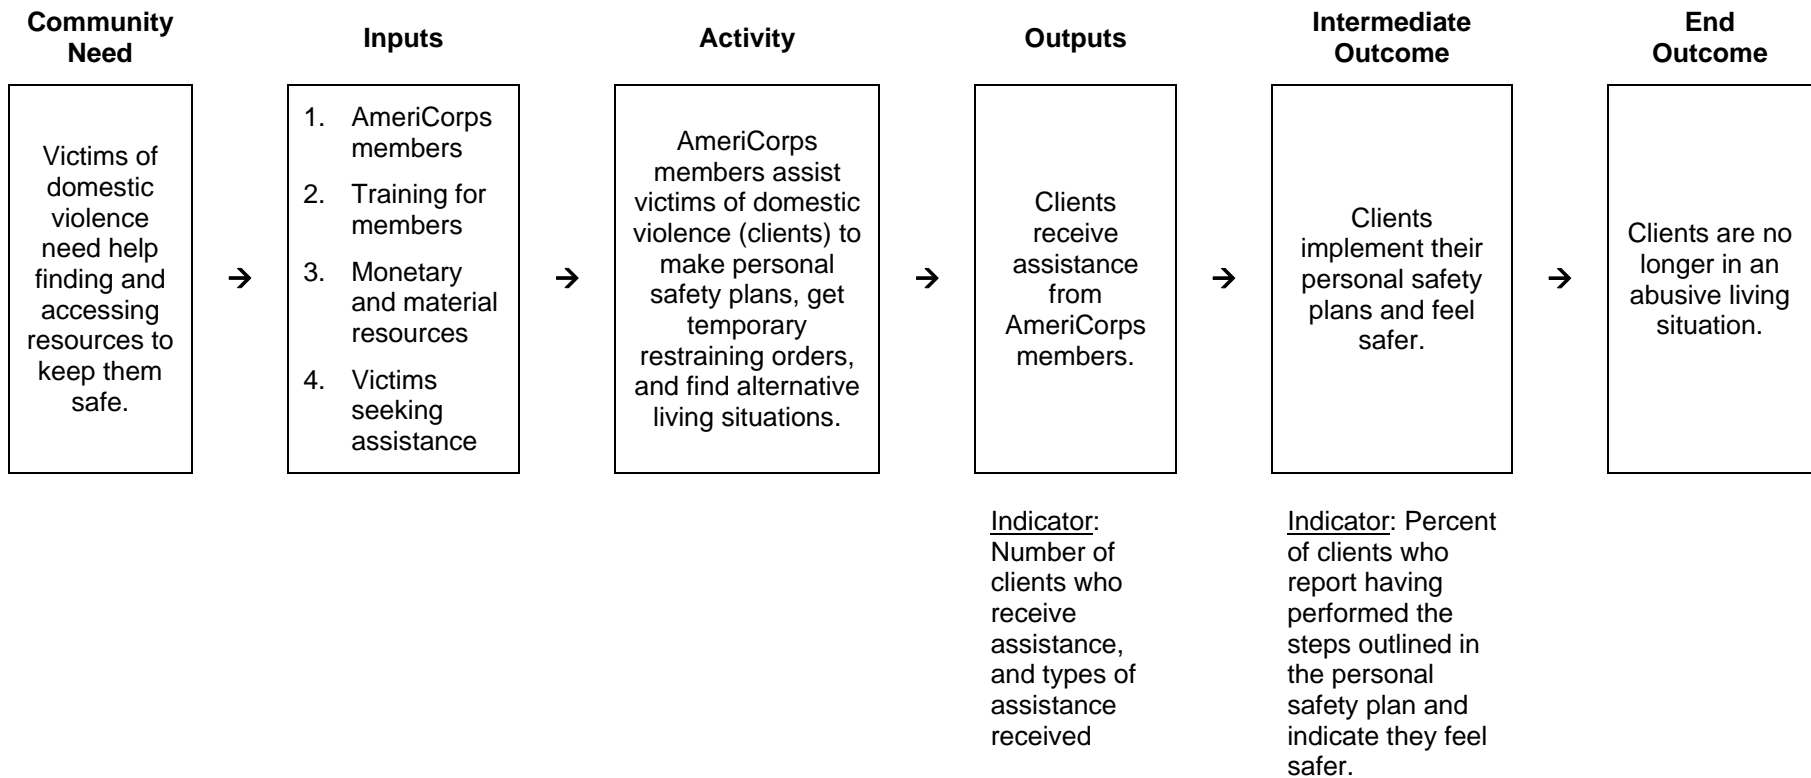 Community
Need
Inputs
Activity
Outputs
Intermediate
Outcome
End
Outcome
Victims of
domestic
violence
need help
finding and
accessing
resources to
keep them
safe.
→
1. AmeriCorps
members
2. Training for
members
3. Monetary
and material
resources
4. Victims
seeking
assistance
→
AmeriCorps
members assist
victims of domestic
violence (clients) to
make personal
safety plans, get
temporary
restraining orders,
and find alternative
living situations.
→
Clients
receive
assistance
from
AmeriCorps
members.
→
Clients
implement their
personal safety
plans and feel
safer.
→
Clients are no
longer in an
abusive living
situation.
Indicator:
Number of
clients who
receive
assistance,
and types of
assistance
received
Indicator: Percent
of clients who
report having
performed the
steps outlined in
the personal
safety plan and
indicate they feel
safer.